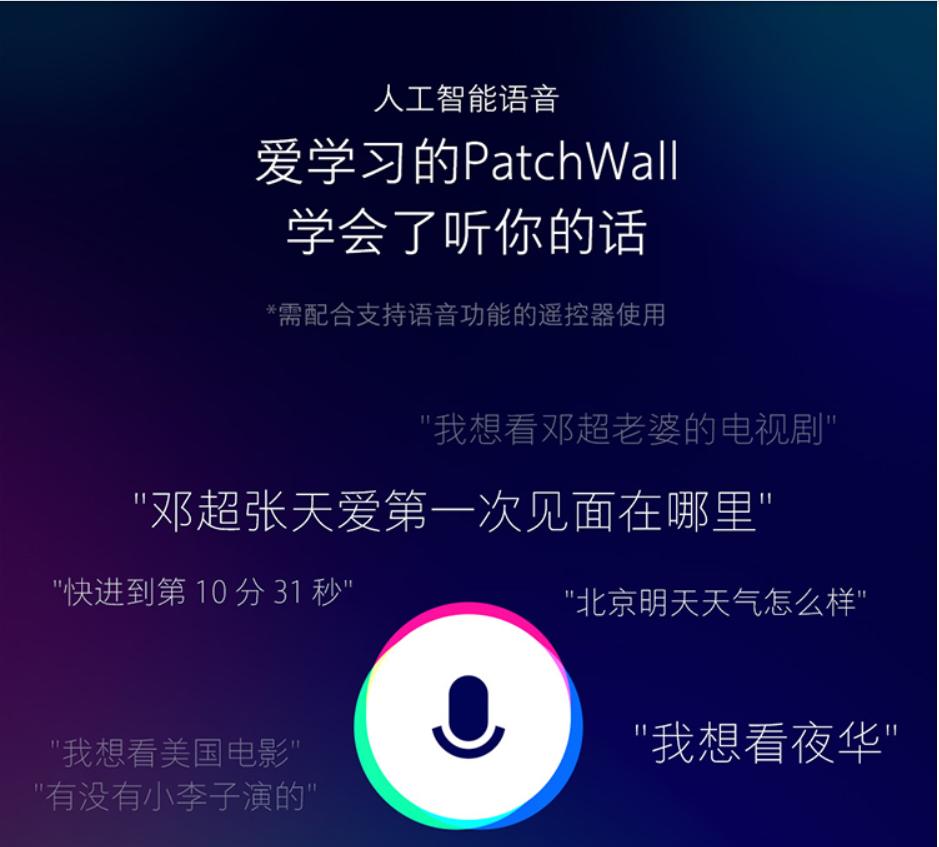 人工智能语音
爱学习的PatchWall
学会了听你的话
*需配合支持语音功能的遥控器使用
"我想看邓超老婆的电视剧"
"邓超张天爱第一次见面在哪里"
"快进到第 10 分 31 秒"
"北京明天天气怎么样"
"我想看夜华"
"我想看美国电影"
"有没有小李子演的"